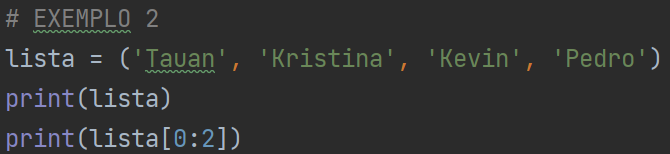 # EXEMPLO 2
lista = ('Tauan', 'Kristina', 'Kevin', 'Pedro')
print(lista)
print(lista[0:2])